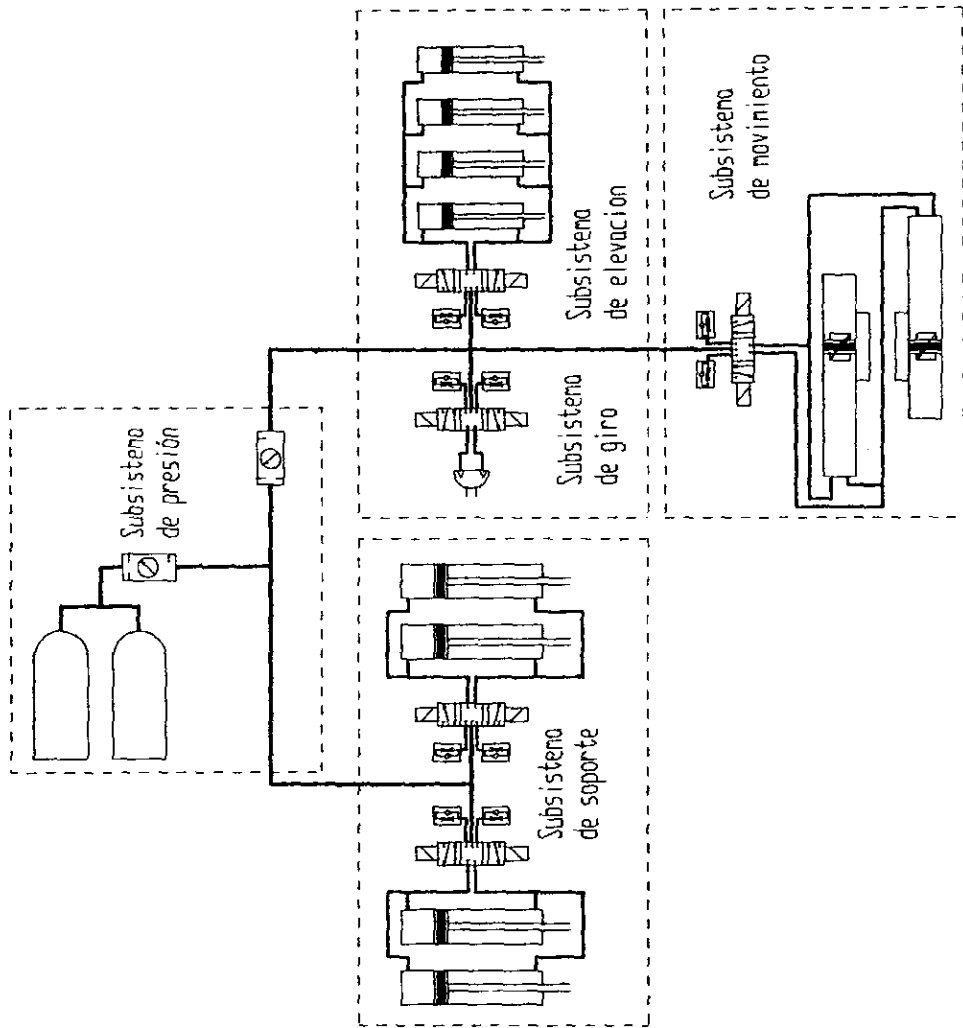 Subsistema
de presión
Subsistema
de elevacion
Subsistema
de giro
Subsistema
de movimiento
Subsistema
de soporte